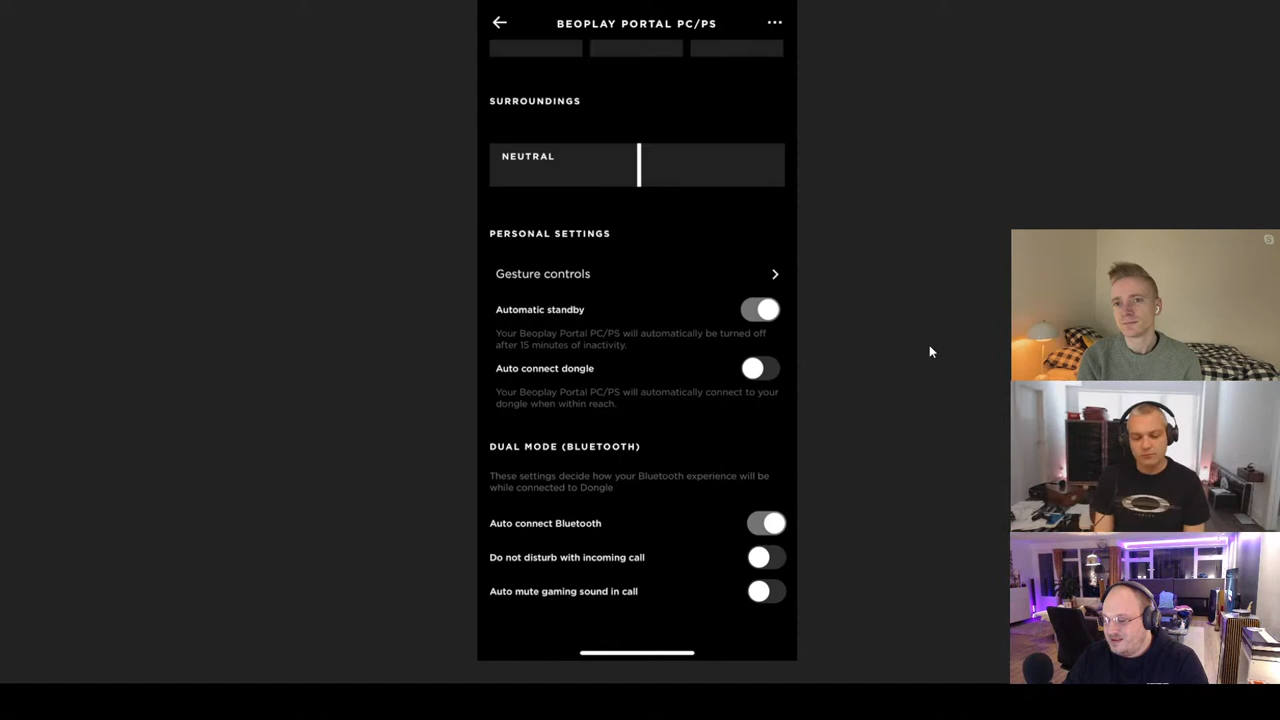 BEOPLAY PORTAL PC/PS
SURROUNDINGS
NEUTRAL
PERSONAL SETTINGS
Gesture controls
Automatic standby
Your Beoplay Portal PC/PS will automatically be turned off
after 15 minutes of inactivity.
Auto connect dongle
Your Beoplay Portal PC/PS will automatically connect to your
dongle when within reach.
DUAL MODE (BLUETOOTH)
These settings decide how your Bluetooth experience will be
while connected to Dongle
Auto connect Bluetooth
Do not disturb with incoming call
Auto mute gaming sound in call